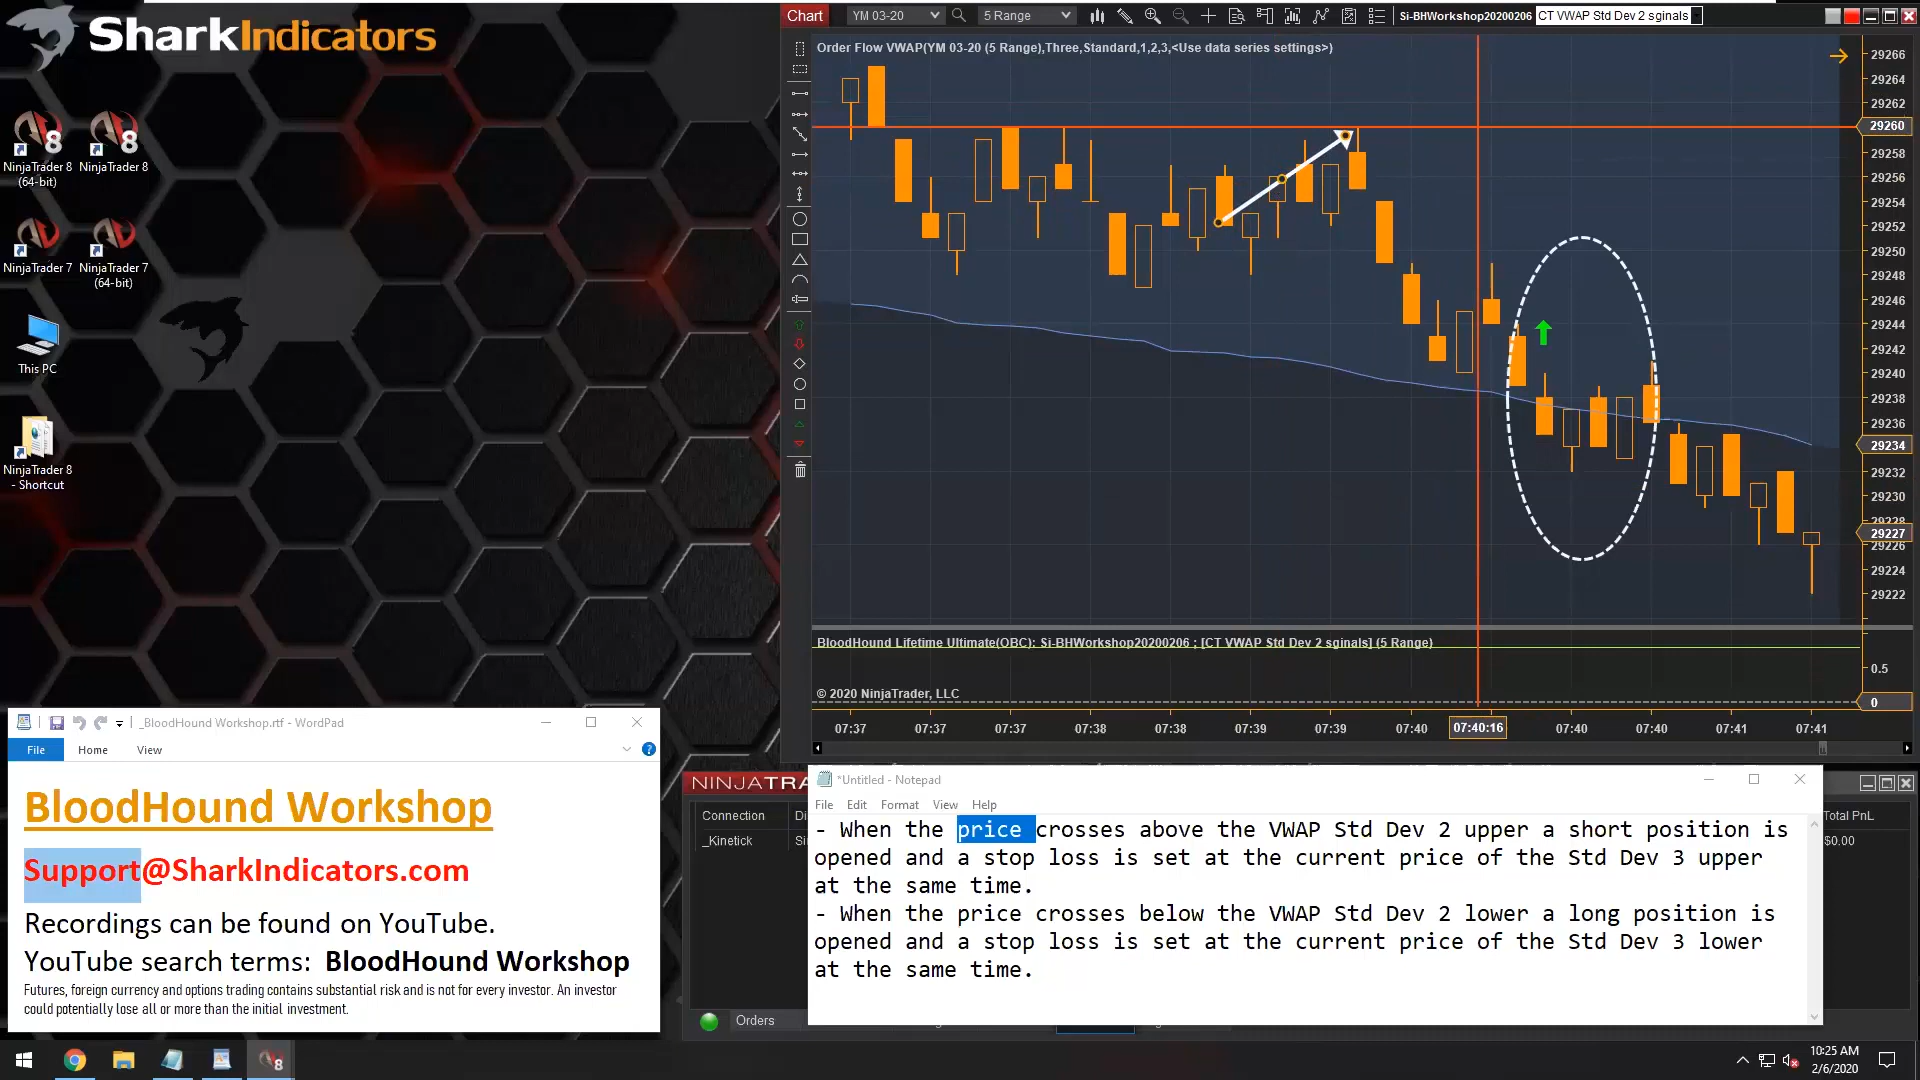 SharkIndicators
NinjaTrader 8
(64-bit)
NinjaTrader 8
NinjaTrader 7
NinjaTrader 7
(64-bit)
This PC
NinjaTrader 8
- Shortcut
Chart
YM 03-20
5 Range
Si-BHWorkshop20200206
CT VWAP Std Dev 2 sginals
Order Flow VWAP(YM 03-20 (5 Range),Three,Standard,1,2,3,<Use data series settings>)
29266
29264
29262
29260
29258
29256
29254
29252
29250
29248
29246
29244
29242
29240
29238
29236
29234
29232
29230
29228
29227
29226
29224
29222
BloodHound Lifetime Ultimate(OBC): Si-BHWorkshop20200206 ; [CT VWAP Std Dev 2 sginals] (5 Range)
0.5
0
© 2020 NinjaTrader, LLC
07:37 07:37 07:37 07:38 07:38 07:39 07:39 07:40 07:40:16 07:40 07:40 07:41 07:41
_BloodHound Workshop.rtf - WordPad
File Home View
BloodHound Workshop
Support@SharkIndicators.com
Recordings can be found on YouTube.
YouTube search terms: BloodHound Workshop
Futures, foreign currency and options trading contains substantial risk and is not for every investor. An investor
could potentially lose all or more than the initial investment.
Connection
_Kinetick
Total PnL
$0.00
Orders
*Untitled - Notepad
File Edit Format View Help
- When the price crosses above the VWAP Std Dev 2 upper a short position is
opened and a stop loss is set at the current price of the Std Dev 3 upper
at the same time.
- When the price crosses below the VWAP Std Dev 2 lower a long position is
opened and a stop loss is set at the current price of the Std Dev 3 lower
at the same time.
10:25 AM
2/6/2020